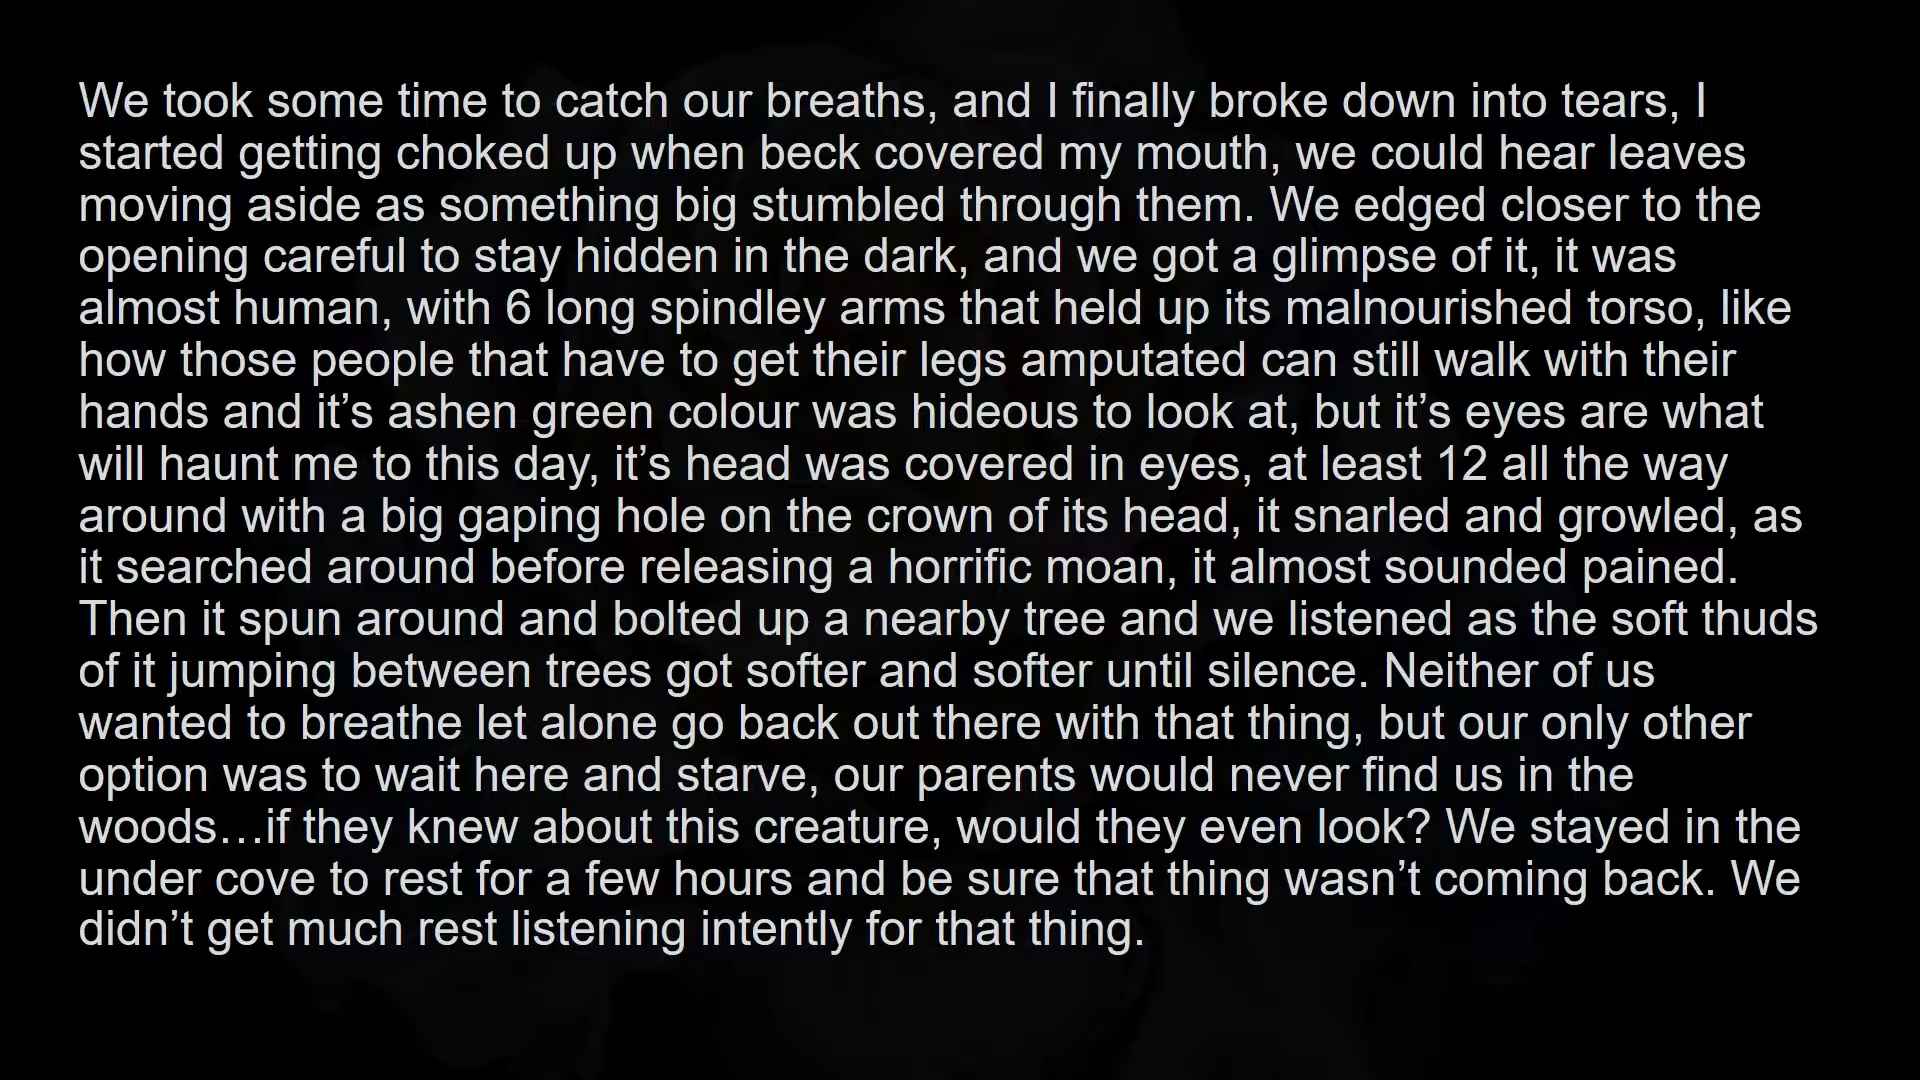 We took some time to catch our breaths, and I finally broke down into tears, I
started getting choked up when beck covered my mouth, we could hear leaves
moving aside as something big stumbled through them. We edged closer to the
opening careful to stay hidden in the dark, and we got a glimpse of it, it was
almost human, with 6 long spindley arms that held up its malnourished torso, like
how those people that have to get their legs amputated can still walk with their
hands and it’s ashen green colour was hideous to look at, but it’s eyes are what
will haunt me to this day, it’s head was covered in eyes, at least 12 all the way
around with a big gaping hole on the crown of its head, it snarled and growled, as
it searched around before releasing a horrific moan, it almost sounded pained.
Then it spun around and bolted up a nearby tree and we listened as the soft thuds
of it jumping between trees got softer and softer until silence. Neither of us
wanted to breathe let alone go back out there with that thing, but our only other
option was to wait here and starve, our parents would never find us in the
woods…if they knew about this creature, would they even look? We stayed in the
under cove to rest for a few hours and be sure that thing wasn’t coming back. We
didn’t get much rest listening intently for that thing.